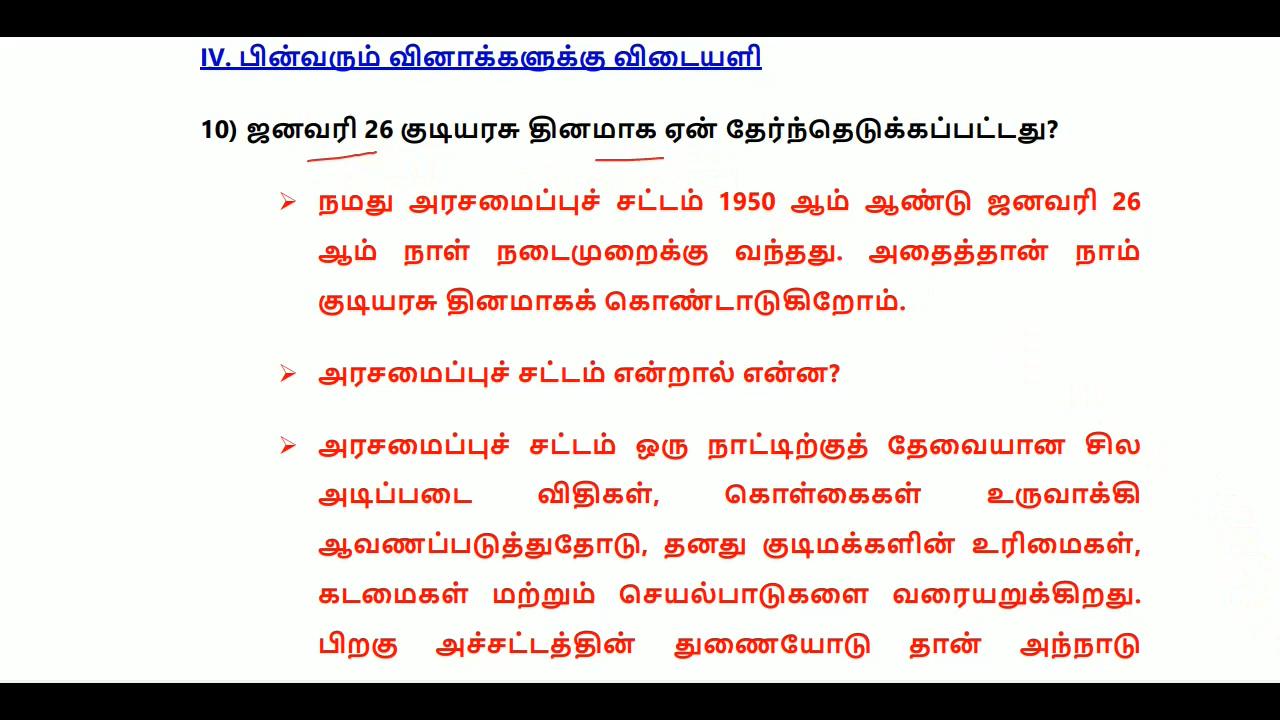 IV. பின்வரும் வினாக்களுக்கு விடையளி
10) ஜனவரி 26 குடியரசு தினமாக ஏன் தேர்ந்தெடுக்கப்பட்டது?
➢ நமது அரசமைப்புச் சட்டம் 1950 ஆம் ஆண்டு ஜனவரி 26
ஆம் நாள் நடைமுறைக்கு வந்தது. அதைத்தான் நாம்
குடியரசு தினமாகக் கொண்டாடுகிறோம்.
➢ அரசமைப்புச் சட்டம் என்றால் என்ன?
➢ அரசமைப்புச் சட்டம் ஒரு நாட்டிற்குத் தேவையான சில
அடிப்படை விதிகள், கொள்கைகள் உருவாக்கி
ஆவணப்படுத்துதோடு, தனது குடிமக்களின் உரிமைகள்,
கடமைகள் மற்றும் செயல்பாடுகளை வரையறுக்கிறது.
பிறகு அச்சட்டத்தின் துணையோடு தான் அந்நாடு